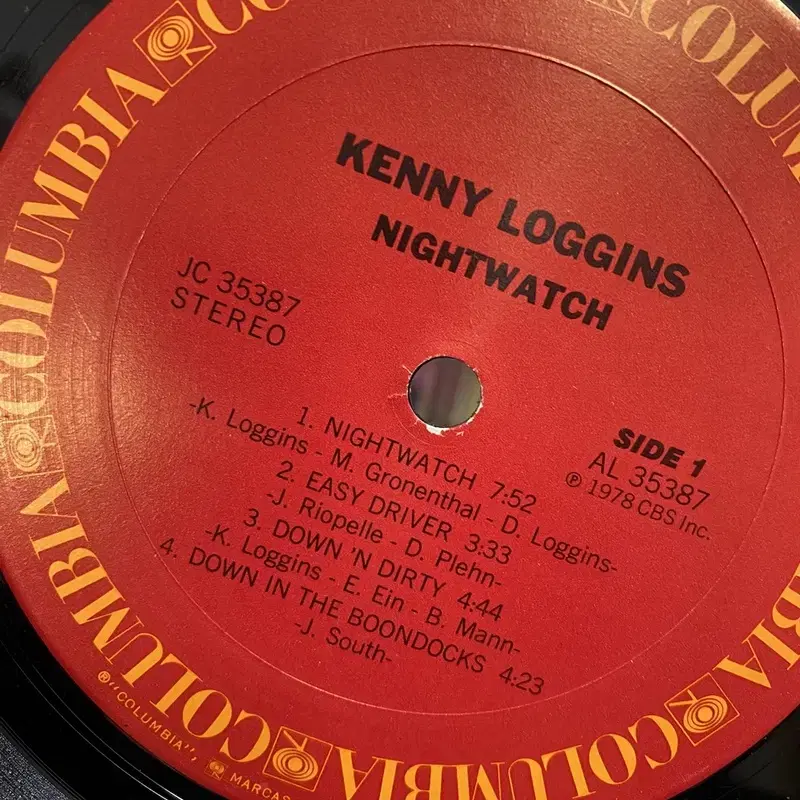 KENNY LOGGINS
NIGHTWATCH
JC 35387
STEREO
SIDE 1
AL 35387
℗ 1978 CBS Inc.
1. NIGHTWATCH 7:52
-K. Loggins - M. Gronenthal - D. Loggins-
2. EASY DRIVER 3:33
-J. Riopelle - D. Plehn-
3. DOWN 'N DIRTY 4:44
-K. Loggins - E. Ein - B. Mann-
4. DOWN IN THE BOONDOCKS 4:23
-J. South-
COLUMBIA
COLUMBIA
COLUMBIA
COLUMBIA
COLUMBIA
® "COLUMBIA", MARCAS